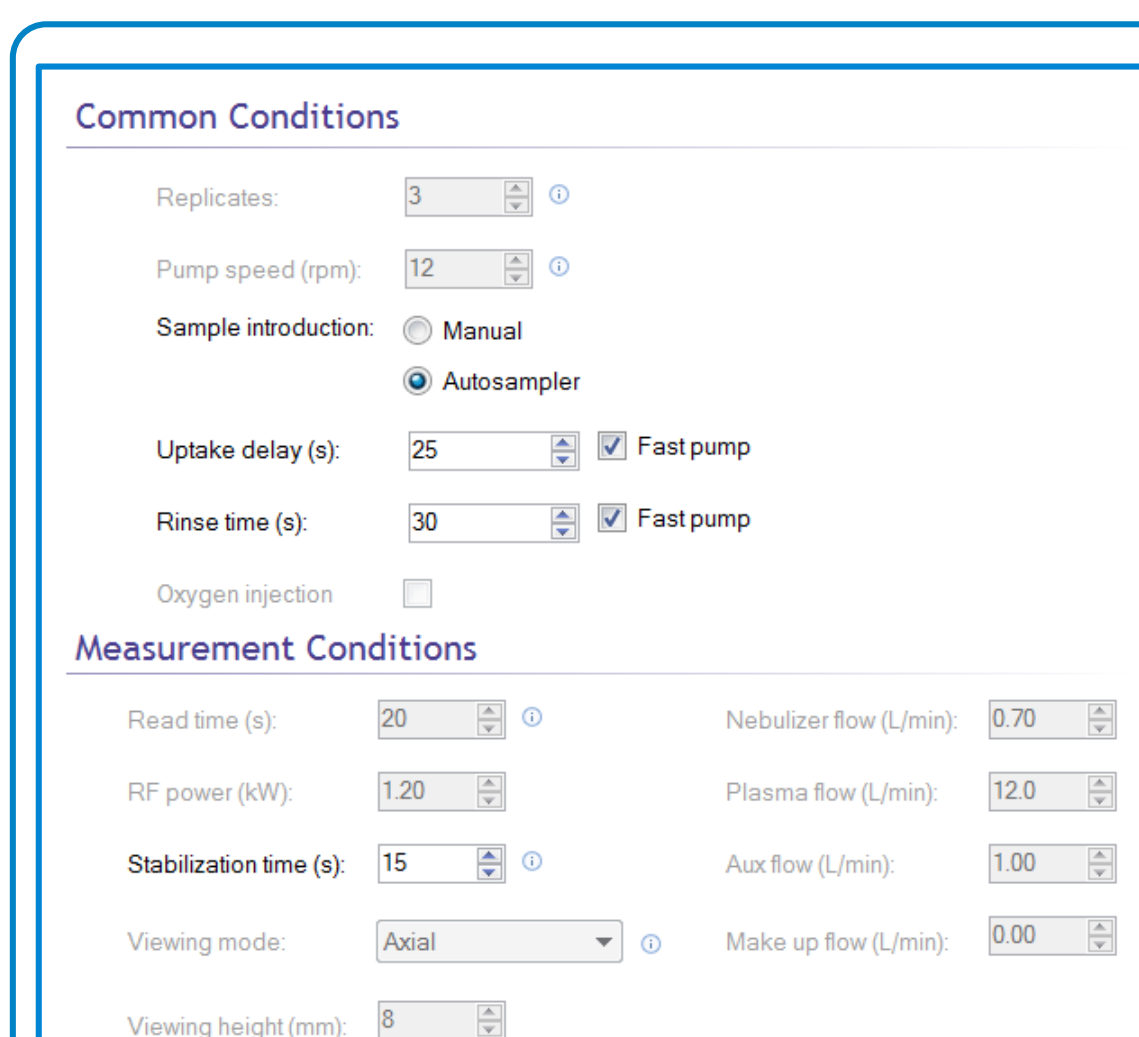 Common Conditions
Replicates: 3
Pump speed (rpm): 12
Sample introduction: Manual
Autosampler
Uptake delay (s): 25 Fast pump
Rinse time (s): 30 Fast pump
Oxygen injection
Measurement Conditions
Read time (s): 20 Nebulizer flow (L/min): 0.70
RF power (kW): 1.20 Plasma flow (L/min): 12.0
Stabilization time (s): 15 Aux flow (L/min): 1.00
Viewing mode: Axial Make up flow (L/min): 0.00
Viewing height (mm): 8